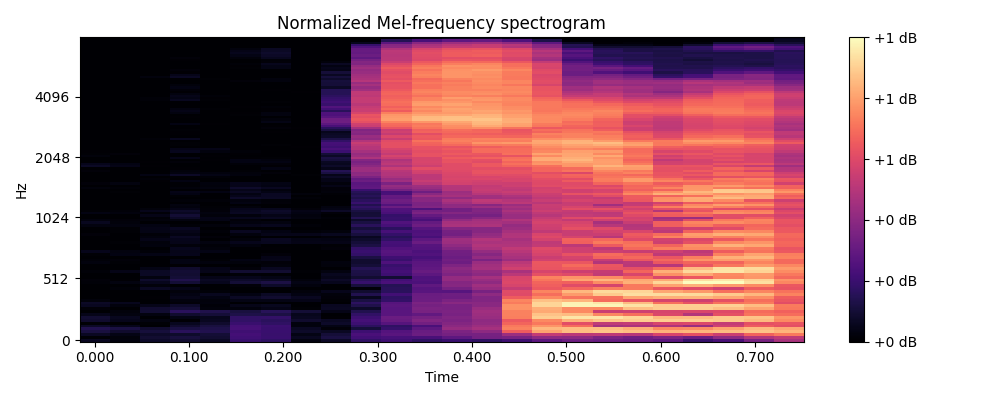 Normalized Mel-frequency spectrogram
Hz
4096
2048
1024
512
0
0.000 0.100 0.200 0.300 0.400 0.500 0.600 0.700
Time
+1 dB
+1 dB
+1 dB
+0 dB
+0 dB
+0 dB